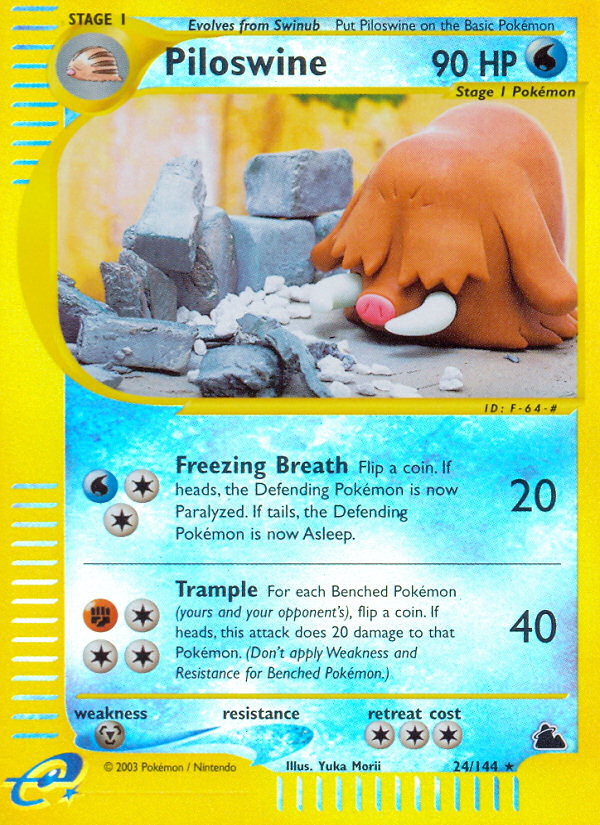 STAGE 1
Evolves from Swinub Put Piloswine on the Basic Pokémon
Piloswine 90 HP
Stage 1 Pokémon
ID: F-64-#
Freezing Breath Flip a coin. If
heads, the Defending Pokémon is now
Paralyzed. If tails, the Defending
Pokémon is now Asleep.
20
Trample For each Benched Pokémon
(yours and your opponent's), flip a coin. If
heads, this attack does 20 damage to that
Pokémon. (Don't apply Weakness and
Resistance for Benched Pokémon.)
40
weakness resistance retreat cost
© 2003 Pokémon / Nintendo Illus. Yuka Morii 24/144 ★
e